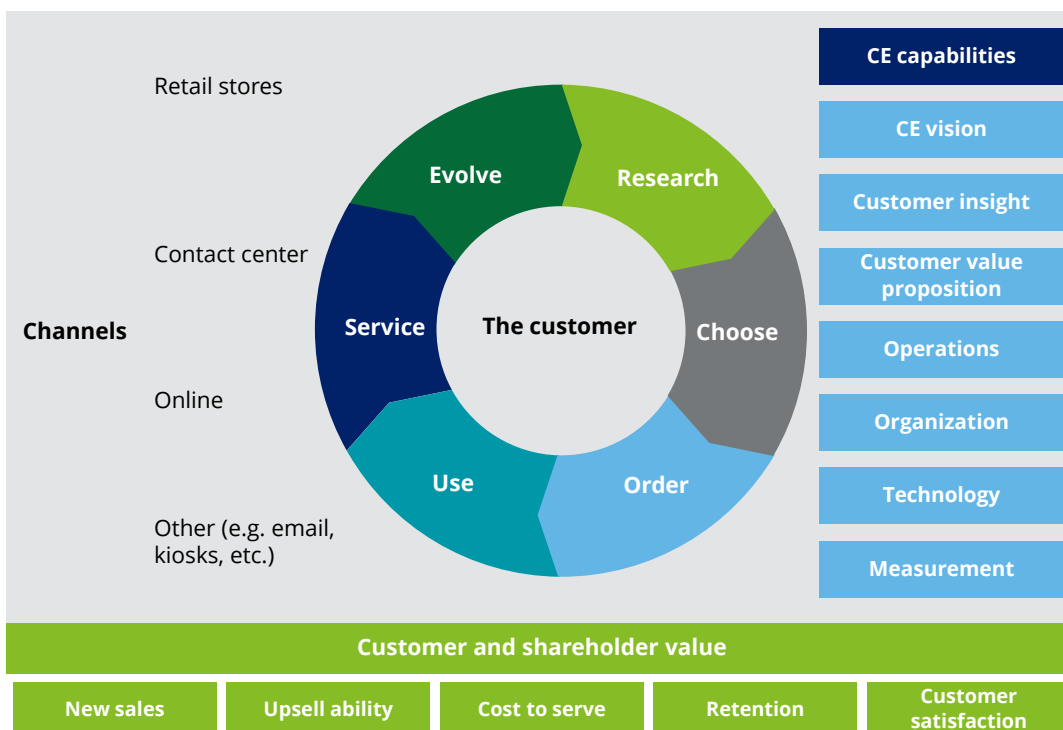 CE capabilities
Retail stores
CE vision
Evolve
Research
Customer insight
Contact center
Customer value
proposition
Channels
Service
The customer
Choose
Operations
Online
Organization
Use
Order
Technology
Other (e.g. email,
kiosks, etc.)
Measurement
Customer and shareholder value
New sales
Upsell ability
Cost to serve
Retention
Customer
satisfaction